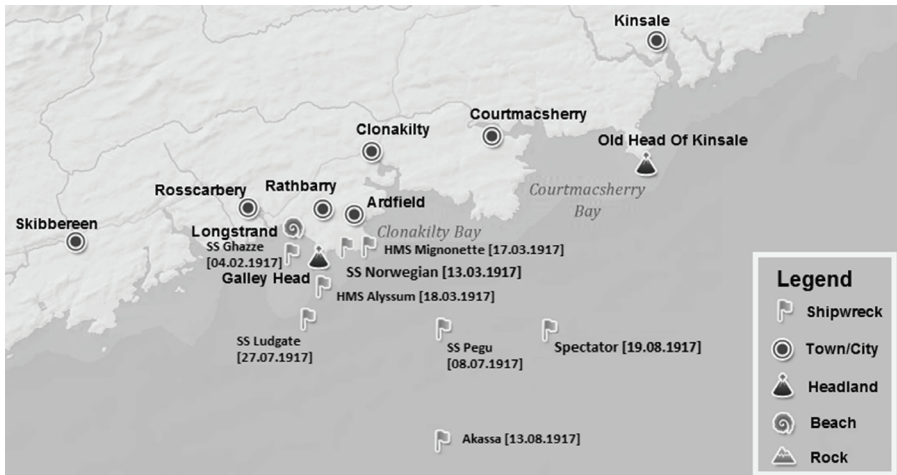 Kinsale
Courtmacsherry
Clonakilty
Old Head Of Kinsale
Courtmacsherry
Bay
Rosscarbery
Rathbarry
Ardfield
Skibbereen
Longstrand
Clonakilty Bay
SS Ghazze
[04.02.1917]
HMS Mignonette [17.03.1917]
Galley Head
SS Norwegian [13.03.1917]
HMS Alyssum [18.03.1917]
SS Ludgate
[27.07.1917]
SS Pegu
[08.07.1917]
Spectator [19.08.1917]
Akassa [13.08.1917]
Legend
Shipwreck
Town/City
Headland
Beach
Rock